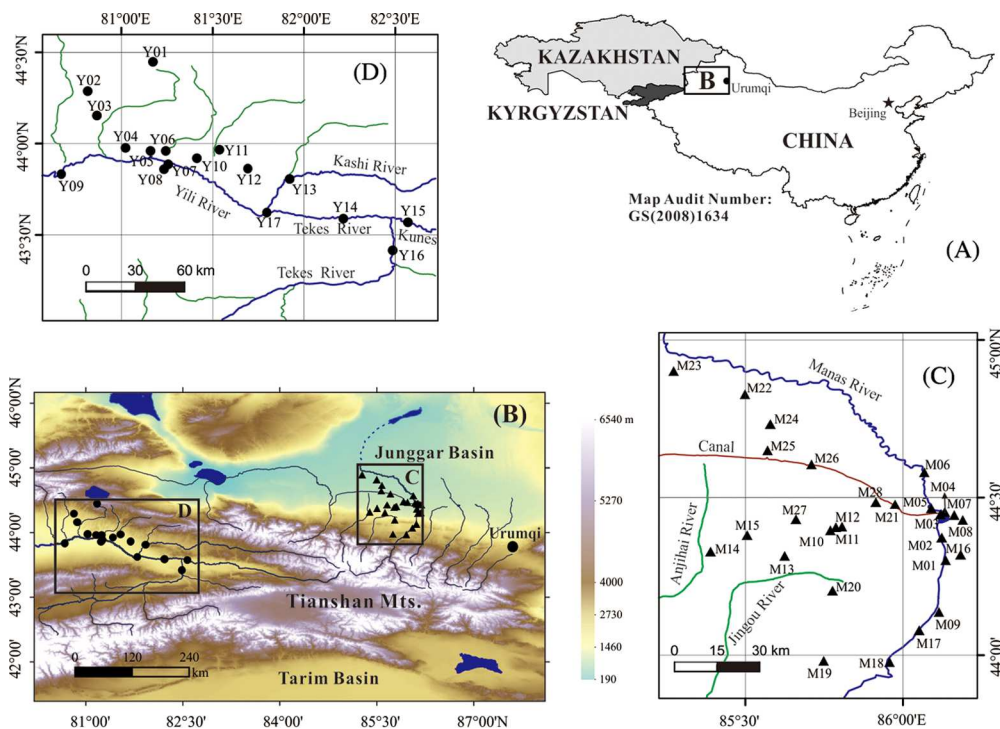 81°00'E
81°30'E
82°00'E
82°30'E
44°30'N
44°00'N
43°30'N
(D)
Y01
Y02
Y03
Y04
Y05
Y06
Y07
Y08
Y09
Y10
Y11
Y12
Y13
Y14
Y15
Y16
Y17
Kashi River
Yili River
Tekes River
Kunes
Tekes River
0 30 60 km
KAZAKHSTAN
KYRGYZSTAN
B
Urumqi
Beijing
CHINA
Map Audit Number:
GS(2008)1634
(A)
46°00'N
45°00'N
44°00'N
43°00'N
42°00'N
(B)
Junggar Basin
C
D
Urumqi
Tianshan Mts.
Tarim Basin
0 120 240
km
81°00'
82°30'
84°00'
85°30'
87°00'
6540 m
5270
4000
2730
1460
190
(C)
45°00'N
44°30'N
44°00'N
Manas River
Canal
Anjihai River
Jingou River
M23
M22
M24
M25
M26
M06
M04
M05
M07
M28
M21
M03
M08
M27
M12
M10
M11
M02
M16
M15
M14
M13
M01
M20
M09
M17
M18
M19
0 15 30 km
85°30'
86°00'E